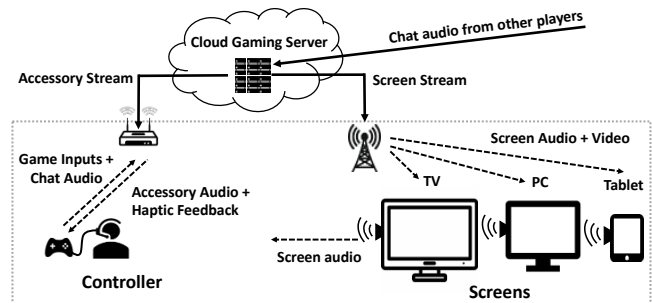 Chat audio from other players
Cloud Gaming Server
Accessory Stream
Screen Stream
Game Inputs +
Chat Audio
Accessory Audio +
Haptic Feedback
Controller
Screen Audio + Video
TV
PC
Tablet
Screen audio
Screens